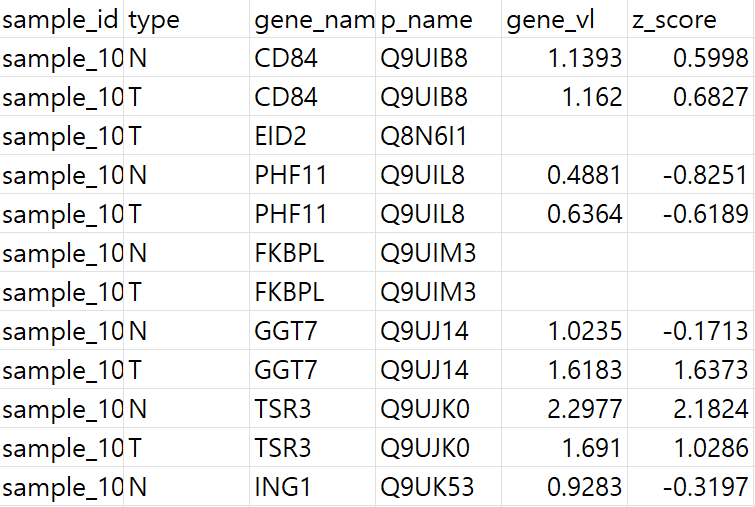 sample_id type gene_nam p_name gene_vl z_score
sample_10 N CD84 Q9UIB8 1.1393 0.5998
sample_10 T CD84 Q9UIB8 1.162 0.6827
sample_10 T EID2 Q8N6I1
sample_10 N PHF11 Q9UIL8 0.4881 -0.8251
sample_10 T PHF11 Q9UIL8 0.6364 -0.6189
sample_10 N FKBPL Q9UIM3
sample_10 T FKBPL Q9UIM3
sample_10 N GGT7 Q9UJ14 1.0235 -0.1713
sample_10 T GGT7 Q9UJ14 1.6183 1.6373
sample_10 N TSR3 Q9UJK0 2.2977 2.1824
sample_10 T TSR3 Q9UJK0 1.691 1.0286
sample_10 N ING1 Q9UK53 0.9283 -0.3197